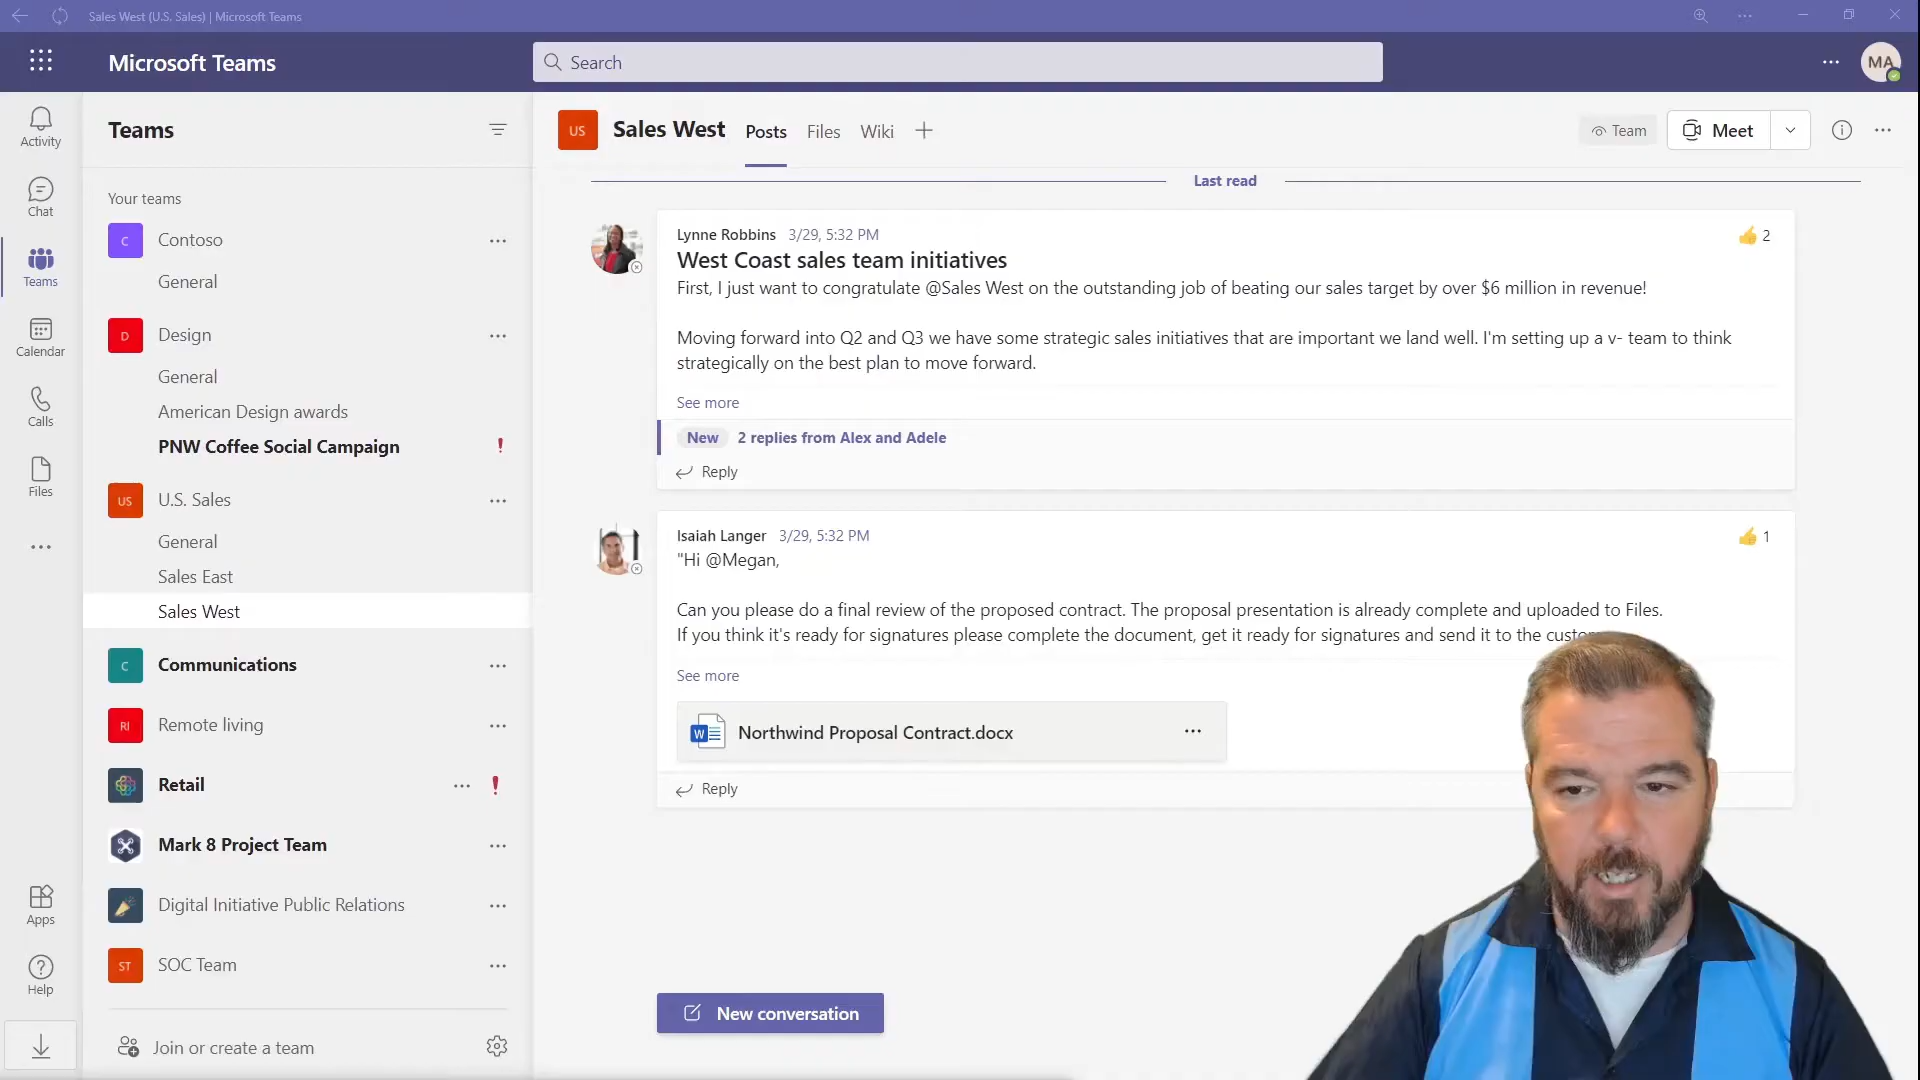 Sales West (U.S. Sales) | Microsoft Teams
Microsoft Teams
Search
MA
Activity
Chat
Teams
Calendar
Calls
Files
Apps
Help
Teams
Your teams
C Contoso
General
D Design
General
American Design awards
PNW Coffee Social Campaign
US U.S. Sales
General
Sales East
Sales West
C Communications
Rl Remote living
Retail
Mark 8 Project Team
Digital Initiative Public Relations
ST SOC Team
Join or create a team
US Sales West Posts Files Wiki
Team Meet
Last read
Lynne Robbins 3/29, 5:32 PM
2
West Coast sales team initiatives
First, I just want to congratulate @Sales West on the outstanding job of beating our sales target by over $6 million in revenue!
Moving forward into Q2 and Q3 we have some strategic sales initiatives that are important we land well. I'm setting up a v- team to think
strategically on the best plan to move forward.
See more
New 2 replies from Alex and Adele
Reply
Isaiah Langer 3/29, 5:32 PM
1
"Hi @Megan,
Can you please do a final review of the proposed contract. The proposal presentation is already complete and uploaded to Files.
If you think it's ready for signatures please complete the document, get it ready for signatures and send it to the
See more
W Northwind Proposal Contract.docx
Reply
New conversation